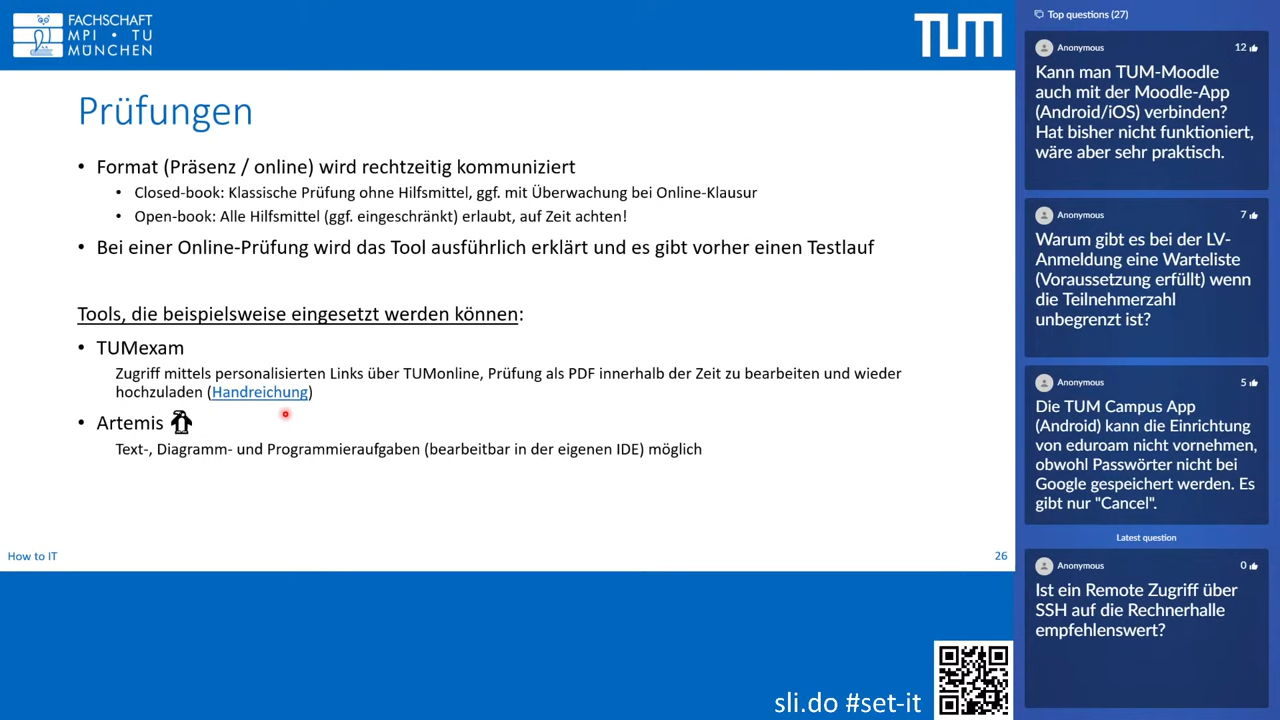 FACHSCHAFT
MPI • TU
MÜNCHEN
TUM
Prüfungen
• Format (Präsenz / online) wird rechtzeitig kommuniziert
• Closed-book: Klassische Prüfung ohne Hilfsmittel, ggf. mit Überwachung bei Online-Klausur
• Open-book: Alle Hilfsmittel (ggf. eingeschränkt) erlaubt, auf Zeit achten!
• Bei einer Online-Prüfung wird das Tool ausführlich erklärt und es gibt vorher einen Testlauf
Tools, die beispielsweise eingesetzt werden können:
• TUMexam
Zugriff mittels personalisierten Links über TUMonline, Prüfung als PDF innerhalb der Zeit zu bearbeiten und wieder
hochzuladen (Handreichung)
• Artemis
Text-, Diagramm- und Programmieraufgaben (bearbeitbar in der eigenen IDE) möglich
How to IT
26
sli.do #set-it
Top questions (27)
Anonymous
12
Kann man TUM-Moodle
auch mit der Moodle-App
(Android/iOS) verbinden?
Hat bisher nicht funktioniert,
wäre aber sehr praktisch.
Anonymous
7
Warum gibt es bei der LV-
Anmeldung eine Warteliste
(Voraussetzung erfüllt) wenn
die Teilnehmerzahl
unbegrenzt ist?
Anonymous
5
Die TUM Campus App
(Android) kann die Einrichtung
von eduroam nicht vornehmen,
obwohl Passwörter nicht bei
Google gespeichert werden. Es
gibt nur "Cancel".
Latest question
Anonymous
0
Ist ein Remote Zugriff über
SSH auf die Rechnerhalle
empfehlenswert?